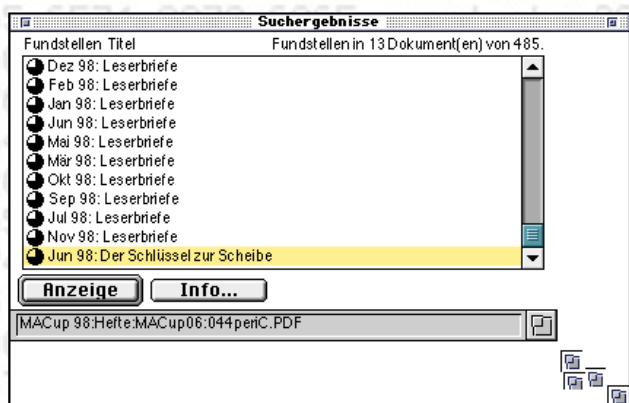 Suchergebnisse
Fundstellen Titel Fundstellen in 13 Dokument(en) von 485.
Dez 98: Leserbriefe
Feb 98: Leserbriefe
Jan 98: Leserbriefe
Jun 98: Leserbriefe
Mai 98: Leserbriefe
Mär 98: Leserbriefe
Okt 98: Leserbriefe
Sep 98: Leserbriefe
Jul 98: Leserbriefe
Nov 98: Leserbriefe
Jun 98: Der Schlüssel zur Scheibe
Anzeige Info...
MACup 98:Hefte:MACup06:044periC.PDF